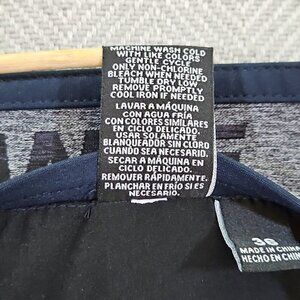 MACHINE WASH COLD
WITH LIKE COLORS
GENTLE CYCLE
ONLY NON-CHLORINE
BLEACH WHEN NEEDED
TUMBLE DRY LOW
REMOVE PROMPTLY
COOL IRON IF NEEDED
LAVAR A MÁQUINA
CON AGUA FRÍA
CON COLORES SIMILARES
EN CICLO DELICADO.
USAR SOLAMENTE
BLANQUEADOR SIN CLORO
CUANDO SEA NECESARIO.
SECAR A MÁQUINA EN
CICLO DELICADO.
REMOVER RÁPIDAMENTE.
PLANCHAR EN FRÍO SI ES
NECESARIO.
36
MADE IN CHINA
HECHO EN CHINA